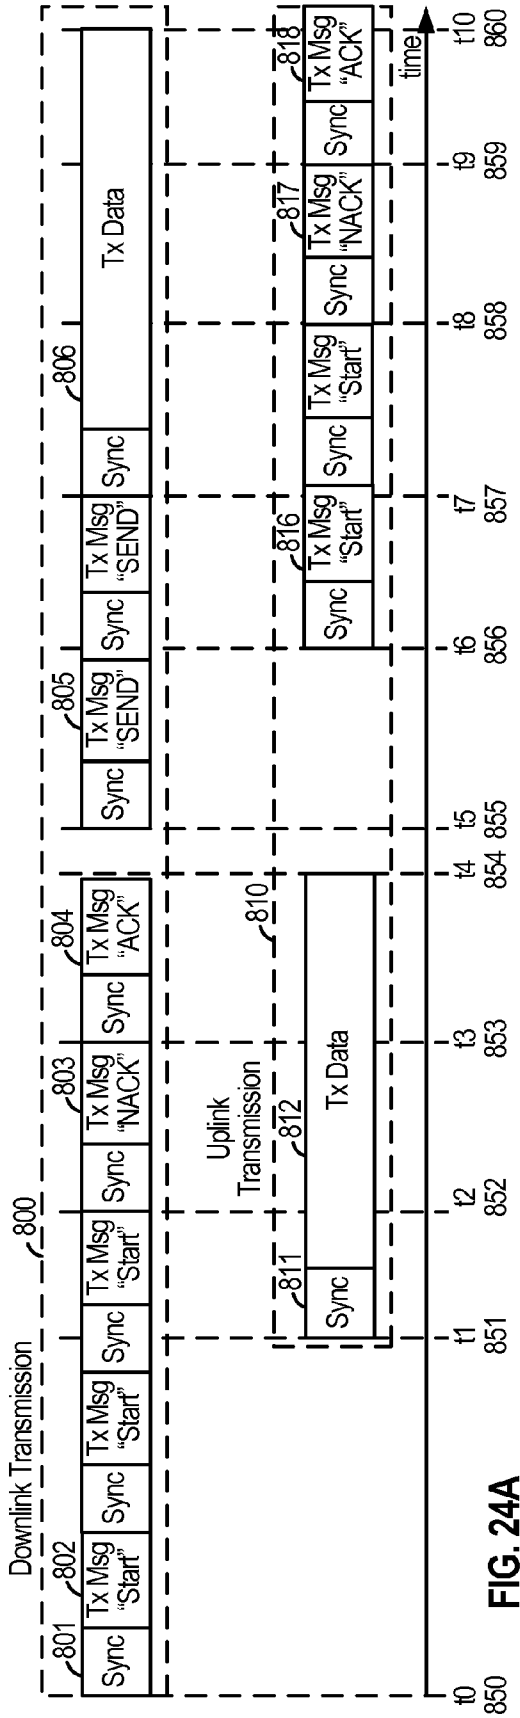 Downlink Transmission
800
801
802
803
804
805
806
Sync
Tx Msg
"Start"
Sync
Tx Msg
"Start"
Sync
Tx Msg
"Start"
Sync
Tx Msg
"NACK"
Sync
Tx Msg
"ACK"
Sync
Tx Msg
"SEND"
Sync
Tx Msg
"SEND"
Sync
Tx Data
Uplink
Transmission
810
811
812
816
817
818
Sync
Tx Data
Sync
Tx Msg
"Start"
Sync
Tx Msg
"Start"
Sync
Tx Msg
"NACK"
Sync
Tx Msg
"ACK"
time
t0
t1
t2
t3
t4
t5
t6
t7
t8
t9
t10
850
851
852
853
854
855
856
857
858
859
860
FIG. 24A